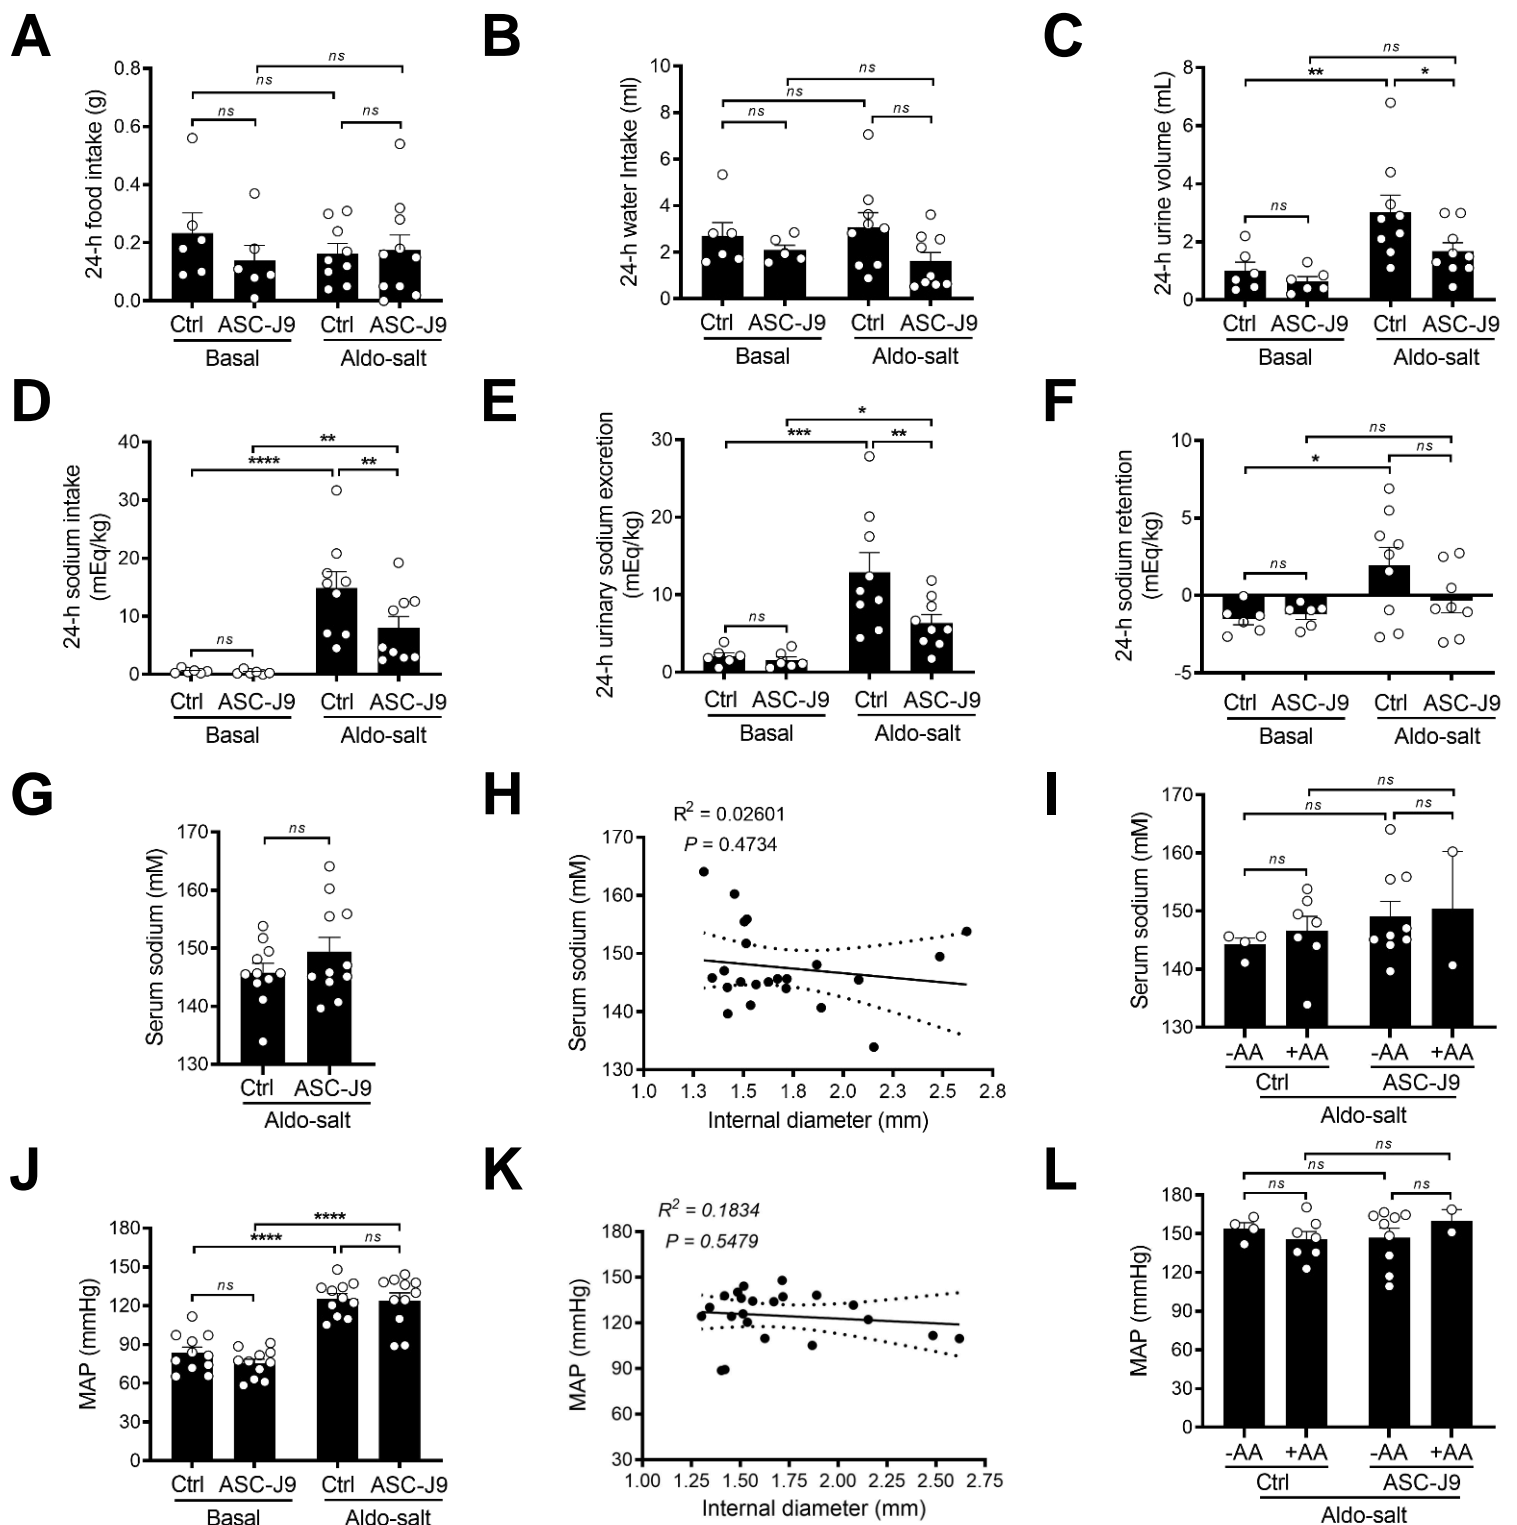 A
B
C
24-h food intake (g)
0.8
0.6
0.4
0.2
0.0
ns
ns
ns
ns
Ctrl ASC-J9 Ctrl ASC-J9
Basal Aldo-salt
24-h water Intake (ml)
10
8
6
4
2
0
ns
ns
ns
ns
Ctrl ASC-J9 Ctrl ASC-J9
Basal Aldo-salt
24-h urine volume (mL)
8
6
4
2
0
ns
** *
ns
Ctrl ASC-J9 Ctrl ASC-J9
Basal Aldo-salt
D
E
F
24-h sodium intake
(mEq/kg)
40
30
20
10
0
**
**** **
ns
Ctrl ASC-J9 Ctrl ASC-J9
Basal Aldo-salt
24-h urinary sodium excretion
(mEq/kg)
30
20
10
0
*
*** **
ns
Ctrl ASC-J9 Ctrl ASC-J9
Basal Aldo-salt
24-h sodium retention
(mEq/kg)
10
5
0
-5
ns
ns
*
ns
Ctrl ASC-J9 Ctrl ASC-J9
Basal Aldo-salt
G
H
I
Serum sodium (mM)
170
160
150
140
130
ns
Ctrl ASC-J9
Aldo-salt
R2 = 0.02601
P = 0.4734
Serum sodium (mM)
170
160
150
140
130
1.0 1.3 1.5 1.8 2.0 2.3 2.5 2.8
Internal diameter (mm)
Serum sodium (mM)
170
160
150
140
130
ns
ns ns
ns
-AA +AA -AA +AA
Ctrl ASC-J9
Aldo-salt
J
K
L
MAP (mmHg)
180
150
120
90
60
30
0
****
**** ns
ns
Ctrl ASC-J9 Ctrl ASC-J9
Basal Aldo-salt
R2 = 0.1834
P = 0.5479
MAP (mmHg)
180
150
120
90
60
30
1.00 1.25 1.50 1.75 2.00 2.25 2.50 2.75
Internal diameter (mm)
MAP (mmHg)
180
150
120
90
60
30
0
ns
ns
ns ns
-AA +AA -AA +AA
Ctrl ASC-J9
Aldo-salt